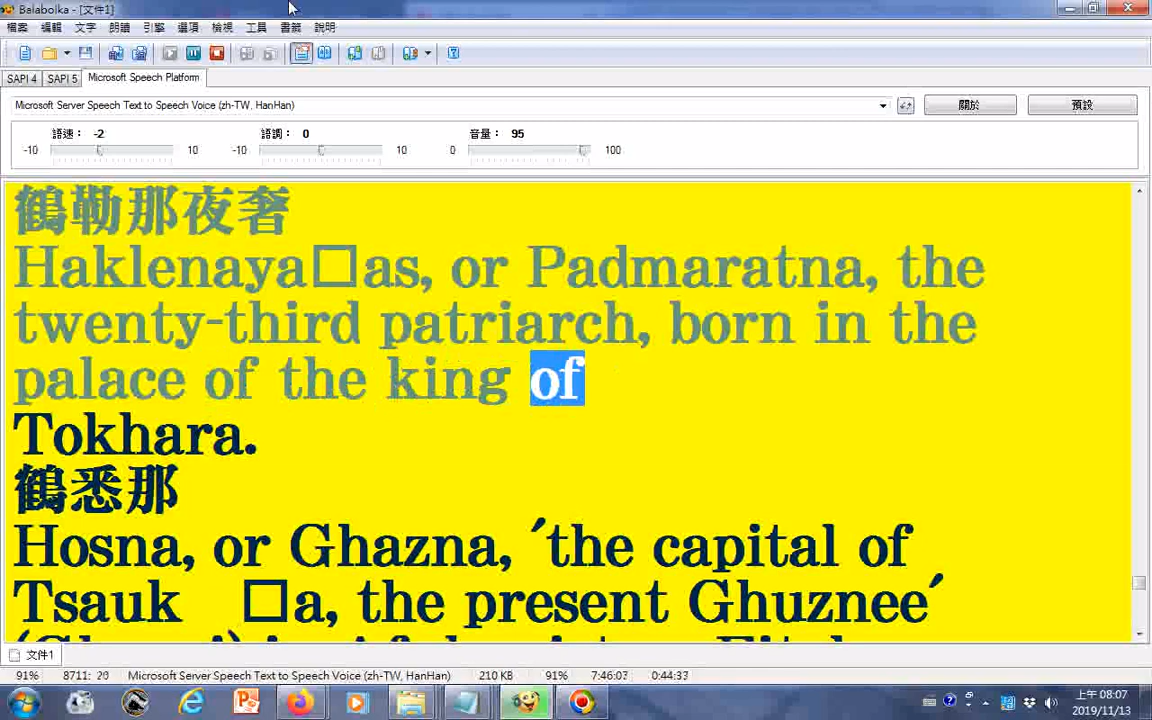 Balabolka - [文件1]
檔案 編輯 文字 朗讀 引擎 選項 檢視 工具 書籤 說明
SAPI 4 SAPI 5 Microsoft Speech Platform
Microsoft Server Speech Text to Speech Voice (zh-TW, HanHan) 關於 預設
語速： -2 語調： 0 音量： 95
-10 10 -10 10 0 100
鶴勒那夜奢
Haklenaya□as, or Padmaratna, the
twenty-third patriarch, born in the
palace of the king of
Tokhara.
鶴悉那
Hosna, or Ghazna, ′the capital of
Tsauk □a, the present Ghuznee′
文件1
91% 8711: 20 Microsoft Server Speech Text to Speech Voice (zh-TW, HanHan) 210 KB 91% 7:46:07 0:44:33
上午 08:07
2019/11/13